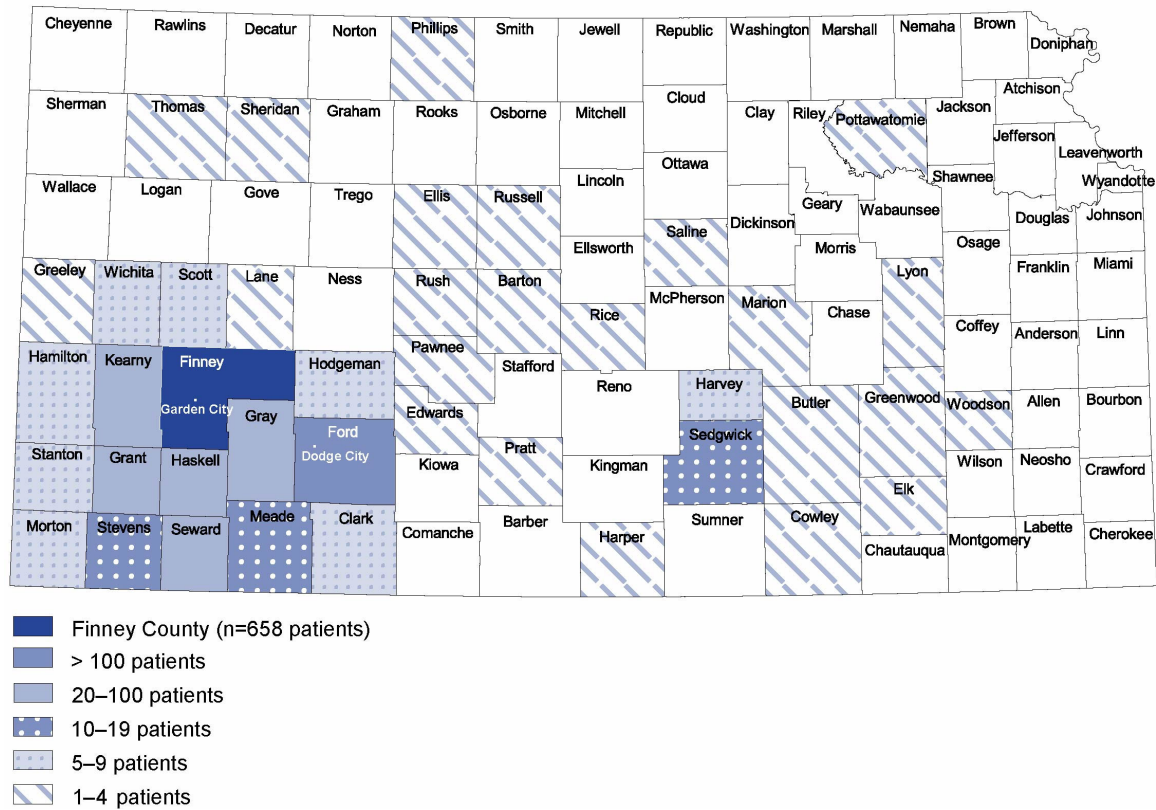 Cheyenne Rawlins Decatur Norton Phillips Smith Jewell Republic Washington Marshall Nemaha Brown
Doniphan
Sherman Thomas Sheridan Graham Rooks Osborne Mitchell Cloud Clay Riley Pottawatomie Jackson Atchison
Jefferson
Leavenworth
Wyandotte
Ottawa
Shawnee
Wallace Logan Gove Trego Ellis Russell Lincoln
Saline Dickinson Geary Wabaunsee Douglas Johnson
Morris Osage
Greeley Wichita Scott Lane Ness Rush Barton Ellsworth
Rice McPherson Marion Chase Lyon Franklin Miami
Coffey Anderson Linn
Hamilton Kearny Finney Hodgeman Pawnee Stafford
Garden City
Gray Edwards Reno Harvey Butler Greenwood Woodson Allen Bourbon
Ford
Dodge City
Sedgwick
Stanton Grant Haskell Kiowa Pratt Kingman Elk Wilson Neosho Crawford
Morton Stevens Seward Meade Clark Comanche Barber Harper Sumner Cowley Chautauqua Montgomery Labette Cherokee
Finney County (n=658 patients)
> 100 patients
20–100 patients
10–19 patients
5–9 patients
1–4 patients